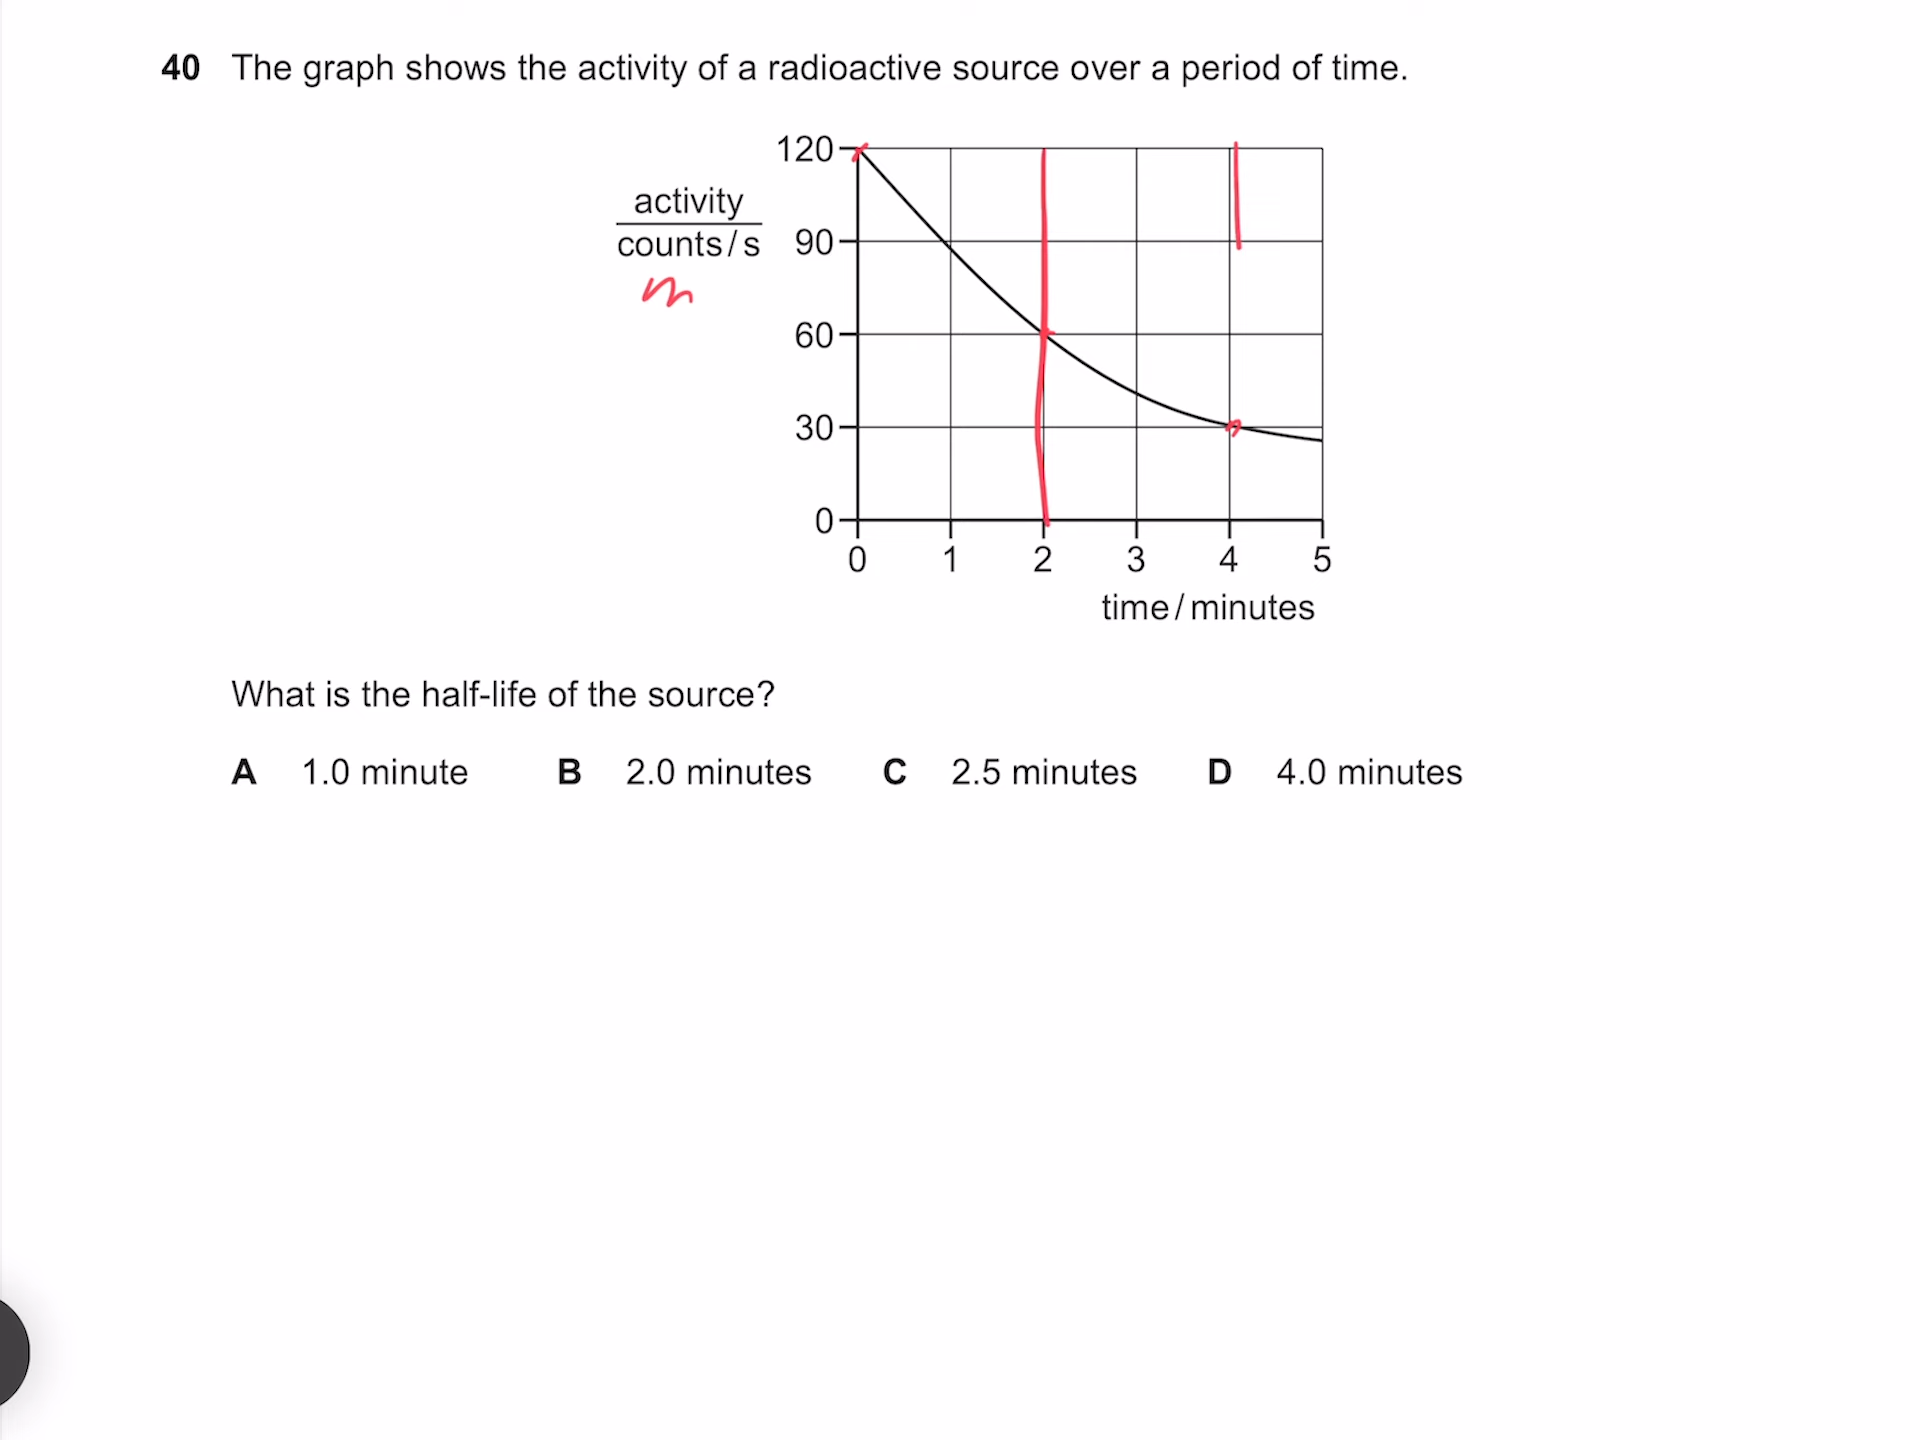 40 The graph shows the activity of a radioactive source over a period of time.
120
activity
counts/s
90
60
30
0
0 1 2 3 4 5
time/minutes
What is the half-life of the source?
A 1.0 minute B 2.0 minutes C 2.5 minutes D 4.0 minutes